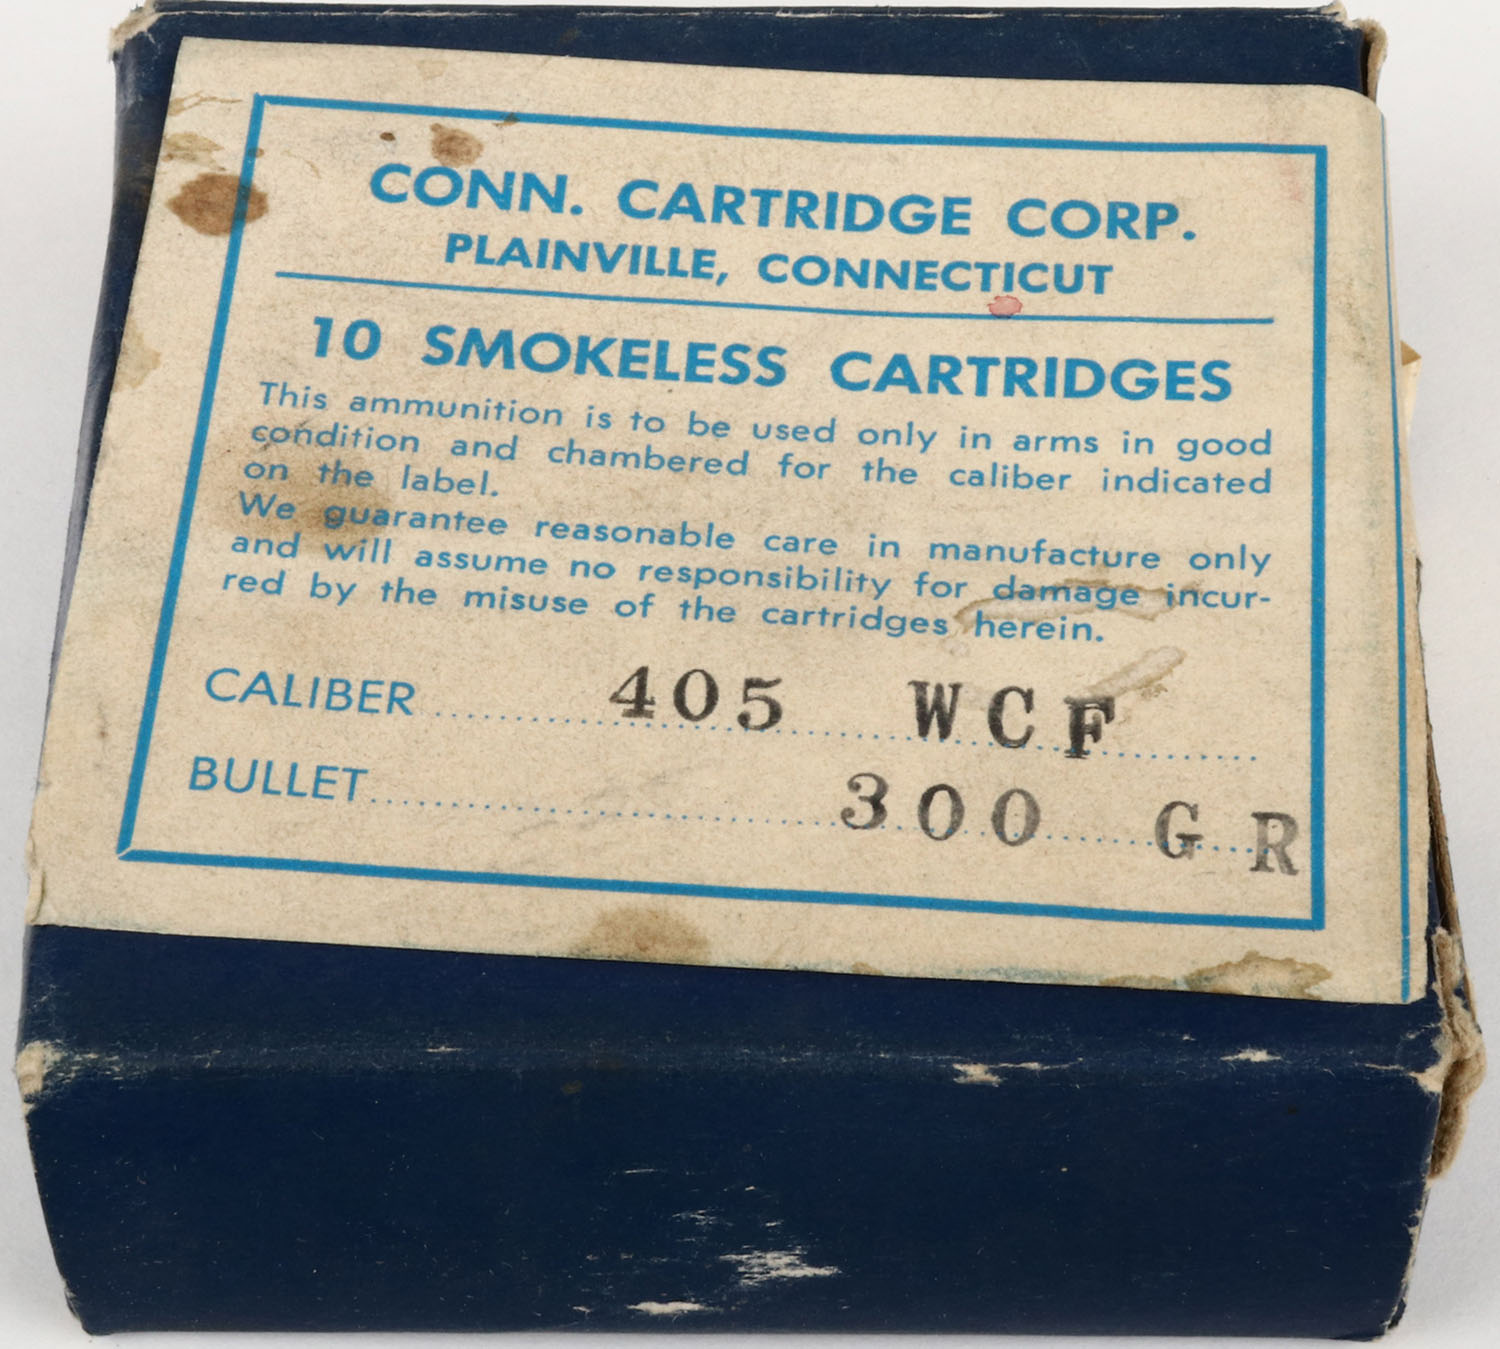 CONN. CARTRIDGE CORP.
PLAINVILLE, CONNECTICUT
10 SMOKELESS CARTRIDGES
This ammunition is to be used only in arms in good
condition and chambered for the caliber indicated
on the label.
We guarantee reasonable care in manufacture only
and will assume no responsibility for damage incur-
red by the misuse of the cartridges herein.
CALIBER 405 WCF
BULLET 300 GR